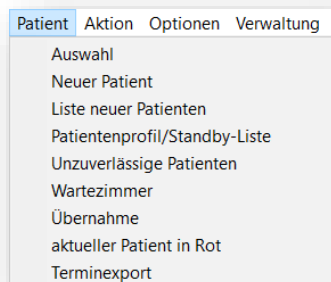 Patient Aktion Optionen Verwaltung
Auswahl
Neuer Patient
Liste neuer Patienten
Patientenprofil/Standby-Liste
Unzuverlässige Patienten
Wartezimmer
Übernahme
aktueller Patient in Rot
Terminexport